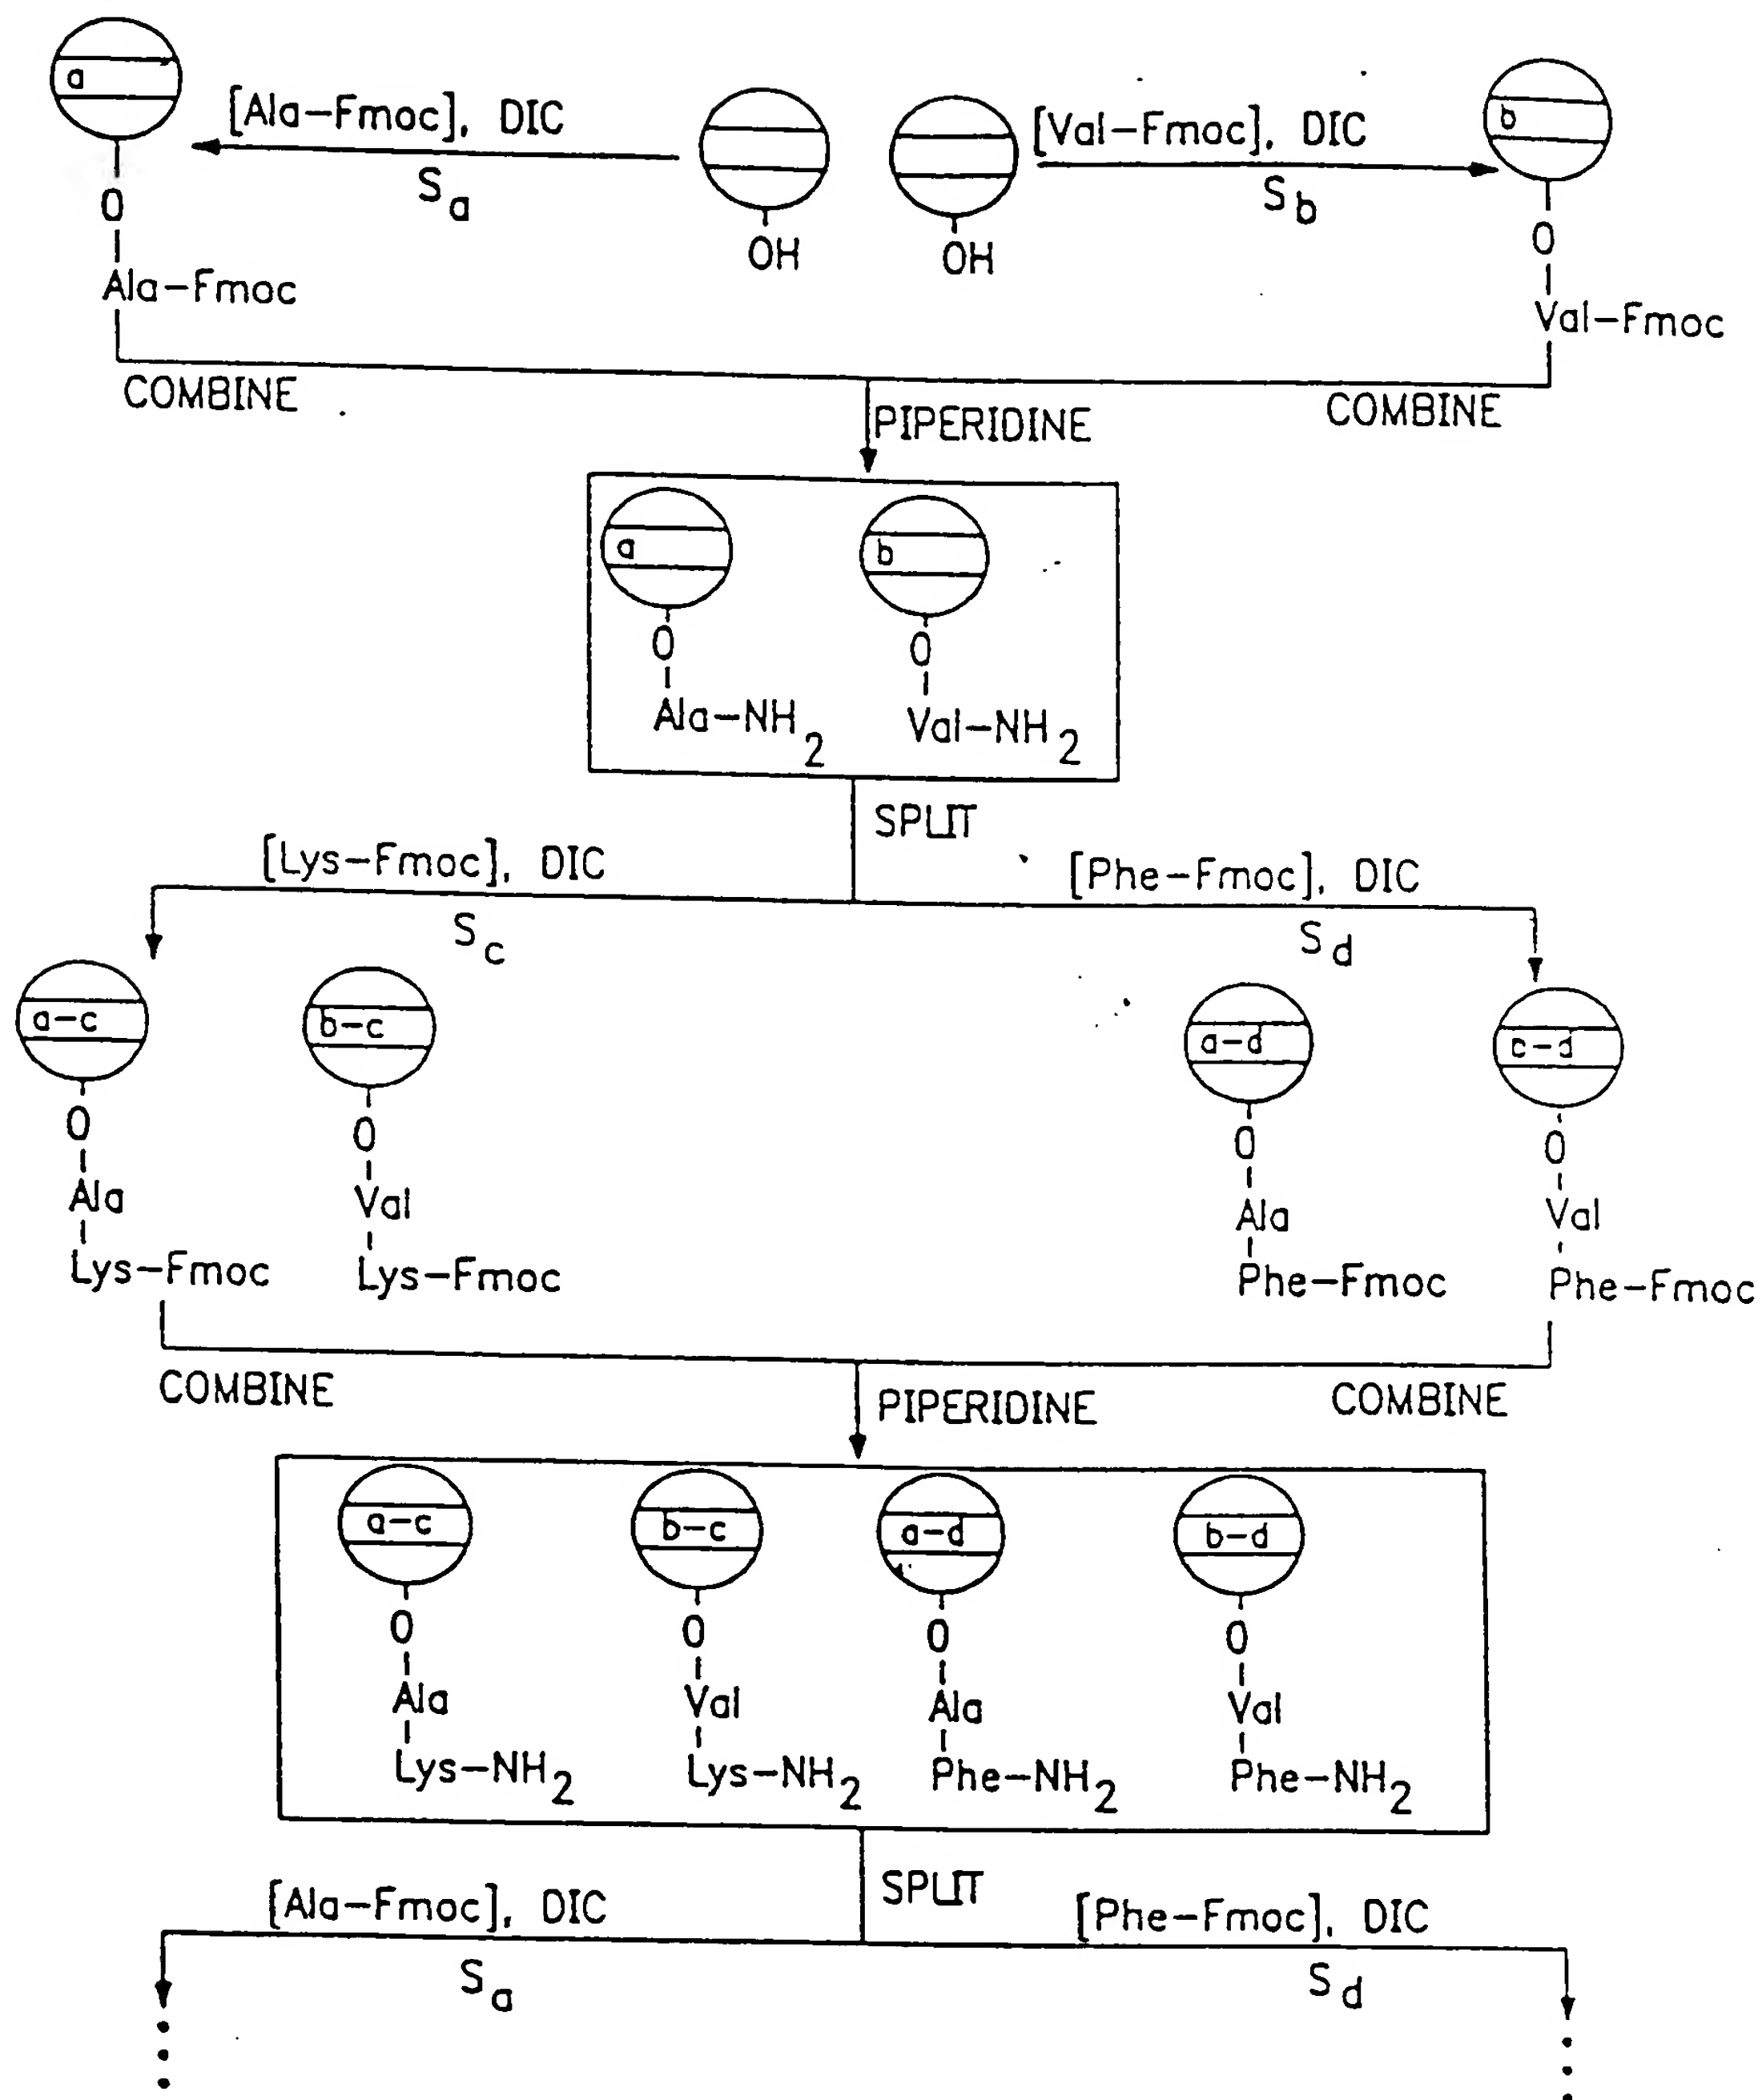 a
[Ala-Fmoc], DIC
[Val-Fmoc], DIC
b
Sa
Sb
O
OH
OH
O
Ala-Fmoc
Val-Fmoc
COMBINE
PIPERIDINE
COMBINE
a
b
O
O
Ala-NH2
Val-NH2
SPLIT
[Lys-Fmoc], DIC
[Phe-Fmoc], DIC
Sc
Sd
a-c
b-c
a-d
c-d
O
O
O
O
Ala
Val
Ala
Val
Lys-Fmoc
Lys-Fmoc
Phe-Fmoc
Phe-Fmoc
COMBINE
PIPERIDINE
COMBINE
a-c
b-c
a-d
b-d
O
O
O
O
Ala
Val
Ala
Val
Lys-NH2
Lys-NH2
Phe-NH2
Phe-NH2
SPLIT
[Ala-Fmoc], DIC
[Phe-Fmoc], DIC
Sa
Sd